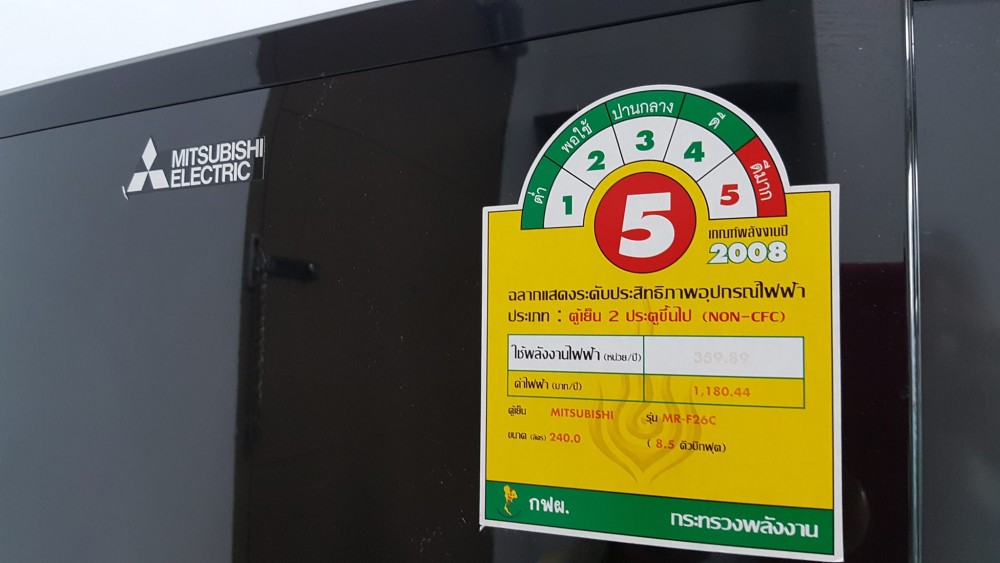 MITSUBISHI
ELECTRIC
ต่ำ
พอใช้
ปานกลาง
ดี
ดีมาก
1
2
3
4
5
5
เกณฑ์พลังงานปี
2008
ฉลากแสดงระดับประสิทธิภาพอุปกรณ์ไฟฟ้า
ประเภท : ตู้เย็น 2 ประตูขึ้นไป (NON-CFC)
ใช้พลังงานไฟฟ้า (หน่วย/ปี) 359.89
ค่าไฟฟ้า (บาท/ปี) 1,180.44
ตู้เย็น MITSUBISHI รุ่น MR-F26C
ขนาด (ลิตร) 240.0 ( 8.5 คิวบิกฟุต)
กฟผ. กระทรวงพลังงาน